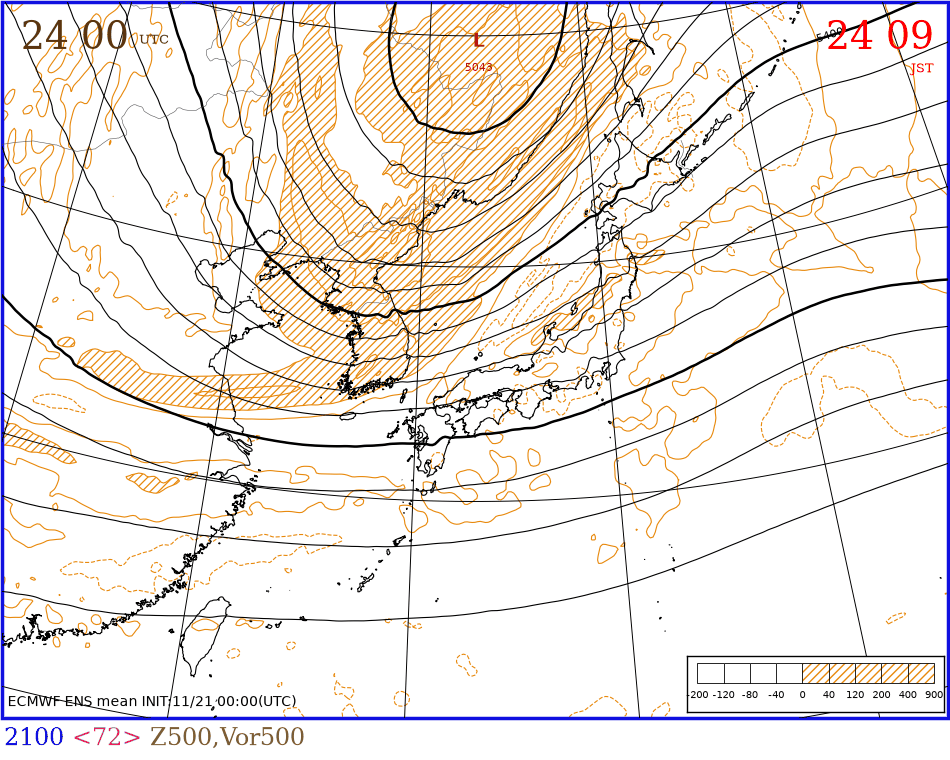 24 00 UTC
24 09
JST
5400
L
5043
-200 -120 -80 -40 0 40 120 200 400 900
ECMWF ENS mean INIT:11/21 00:00(UTC)
2100 <72> Z500,Vor500